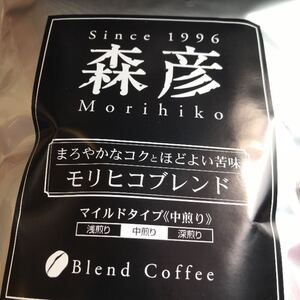 Since 1996
森彦
Morihiko
まろやかなコクとほどよい苦味
モリヒコブレンド
マイルドタイプ《中煎り》
浅煎り 中煎り 深煎り
Blend Coffee